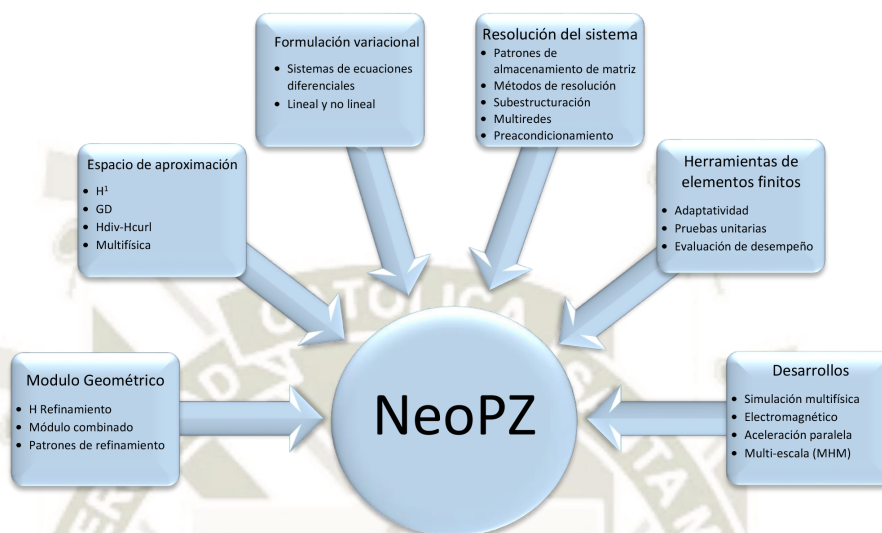 Formulación variacional
• Sistemas de ecuaciones
diferenciales
• Lineal y no lineal
Resolución del sistema
• Patrones de
almacenamiento de matriz
• Métodos de resolución
• Subestructuración
• Multiredes
• Preacondicionamiento
Espacio de aproximación
• H¹
• GD
• Hdiv-Hcurl
• Multifísica
Herramientas de
elementos finitos
• Adaptatividad
• Pruebas unitarias
• Evaluación de desempeño
Modulo Geométrico
• H Refinamiento
• Módulo combinado
• Patrones de refinamiento
NeoPZ
Desarrollos
• Simulación multifísica
• Electromagnético
• Aceleración paralela
• Multi-escala (MHM)
CATOLICA